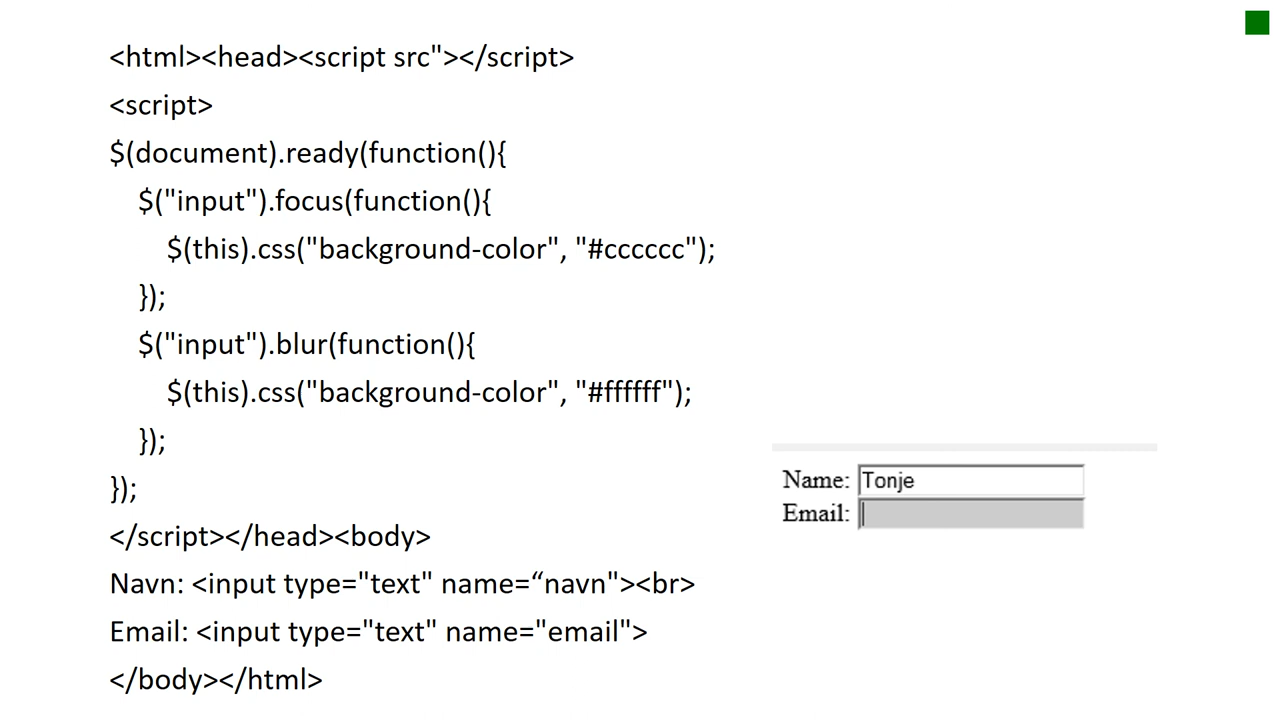 <html><head><script src"></script>
<script>
$(document).ready(function(){
$("input").focus(function(){
$(this).css("background-color", "#cccccc");
});
$("input").blur(function(){
$(this).css("background-color", "#ffffff");
});
});
</script></head><body>
Navn: <input type="text" name=“navn"><br>
Email: <input type="text" name="email">
</body></html>
Name: Tonje
Email: